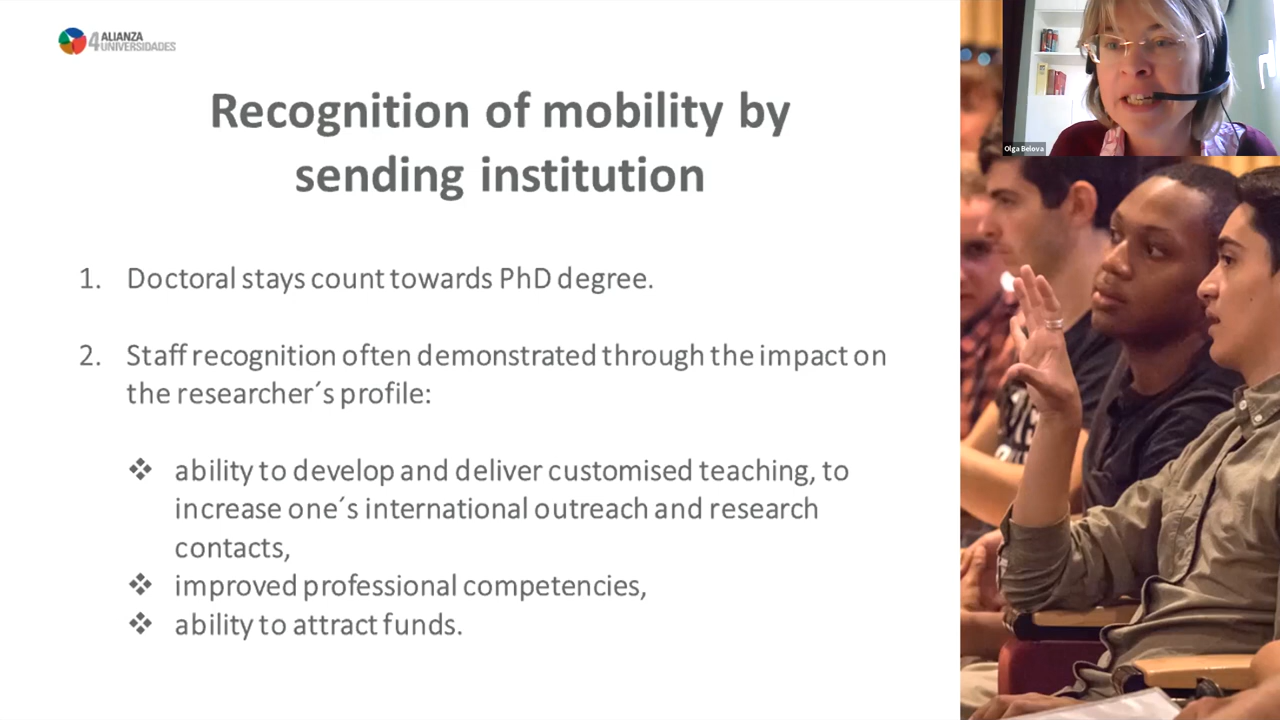 4 ALIANZA
UNIVERSIDADES
Recognition of mobility by
sending institution
1. Doctoral stays count towards PhD degree.
2. Staff recognition often demonstrated through the impact on
the researcher´s profile:
❖ ability to develop and deliver customised teaching, to
increase one´s international outreach and research
contacts,
❖ improved professional competencies,
❖ ability to attract funds.
Olga Belova